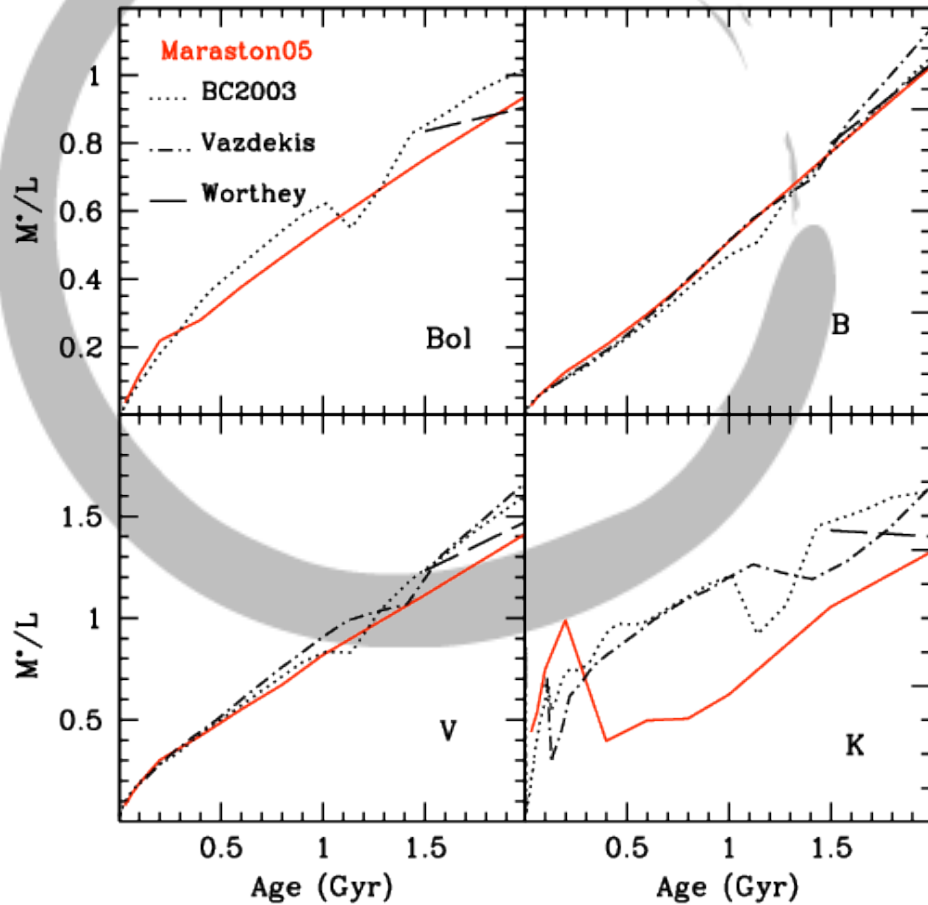 Maraston05
BC2003
Vazdekis
Worthey
M*/L
1
0.8
0.6
0.4
0.2
Bol
B
M*/L
1.5
1
0.5
V
K
0.5
1
1.5
0.5
1
1.5
Age (Gyr)
Age (Gyr)